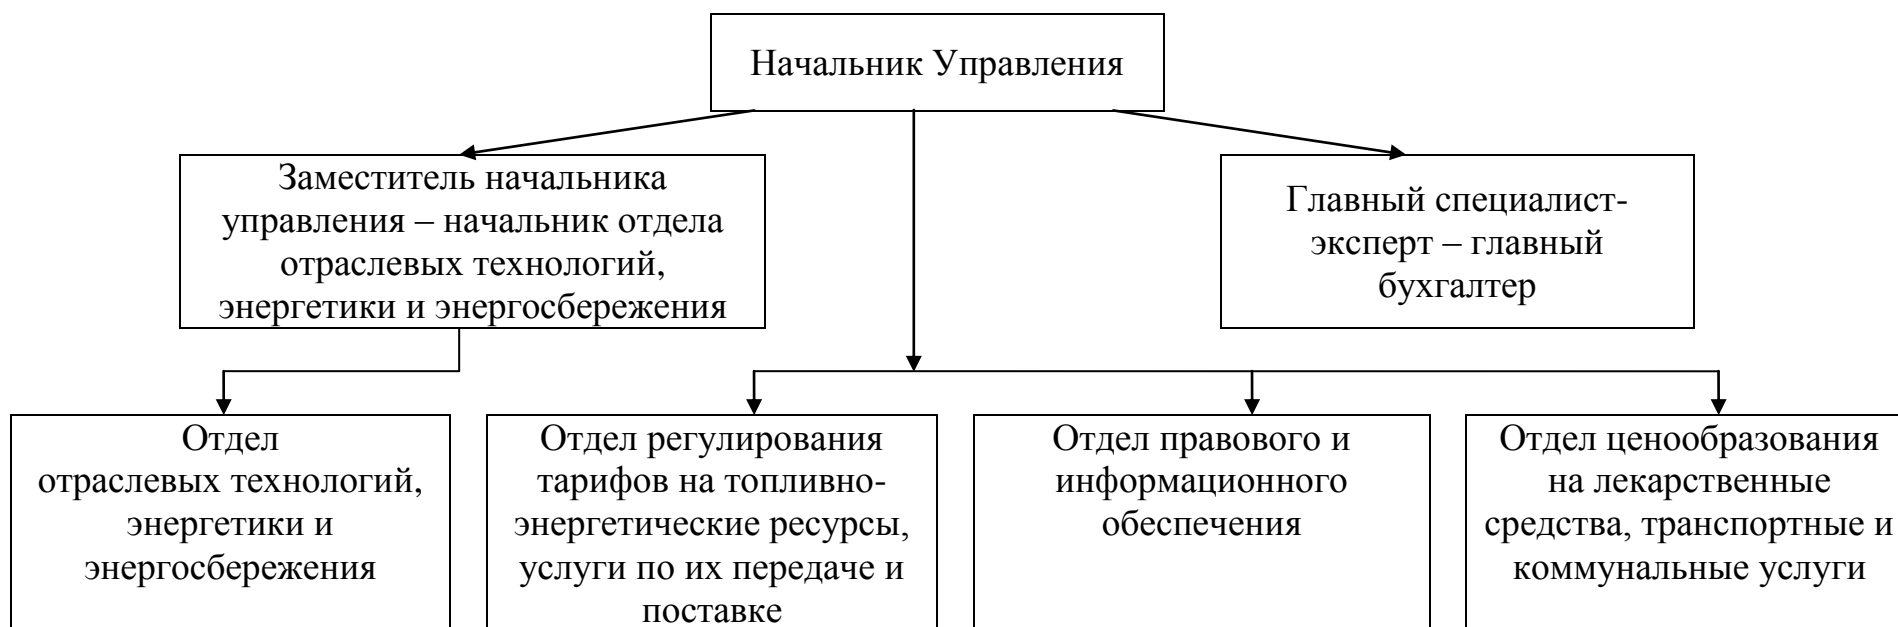 Начальник Управления
Заместитель начальника
управления – начальник отдела
отраслевых технологий,
энергетики и энергосбережения
Главный специалист-
эксперт – главный
бухгалтер
Отдел
отраслевых технологий,
энергетики и
энергосбережения
Отдел регулирования
тарифов на топливно-
энергетические ресурсы,
услуги по их передаче и
поставке
Отдел правового и
информационного
обеспечения
Отдел ценообразования
на лекарственные
средства, транспортные и
коммунальные услуги